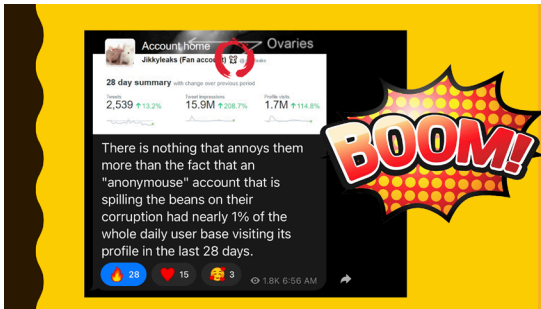 Account home
Ovaries
Jikkyleaks (Fan account)
28 day summary with change over previous period
Tweets
Tweet impressions
Profile visits
2,539 ↑13.2%
15.9M ↑208.7%
1.7M ↑114.8%
There is nothing that annoys them
more than the fact that an
"anonymouse" account that is
spilling the beans on their
corruption had nearly 1% of the
whole daily user base visiting its
profile in the last 28 days.
🔥 28 ❤️ 15 🥰 3
1.8K 6:56 AM
BOOM!